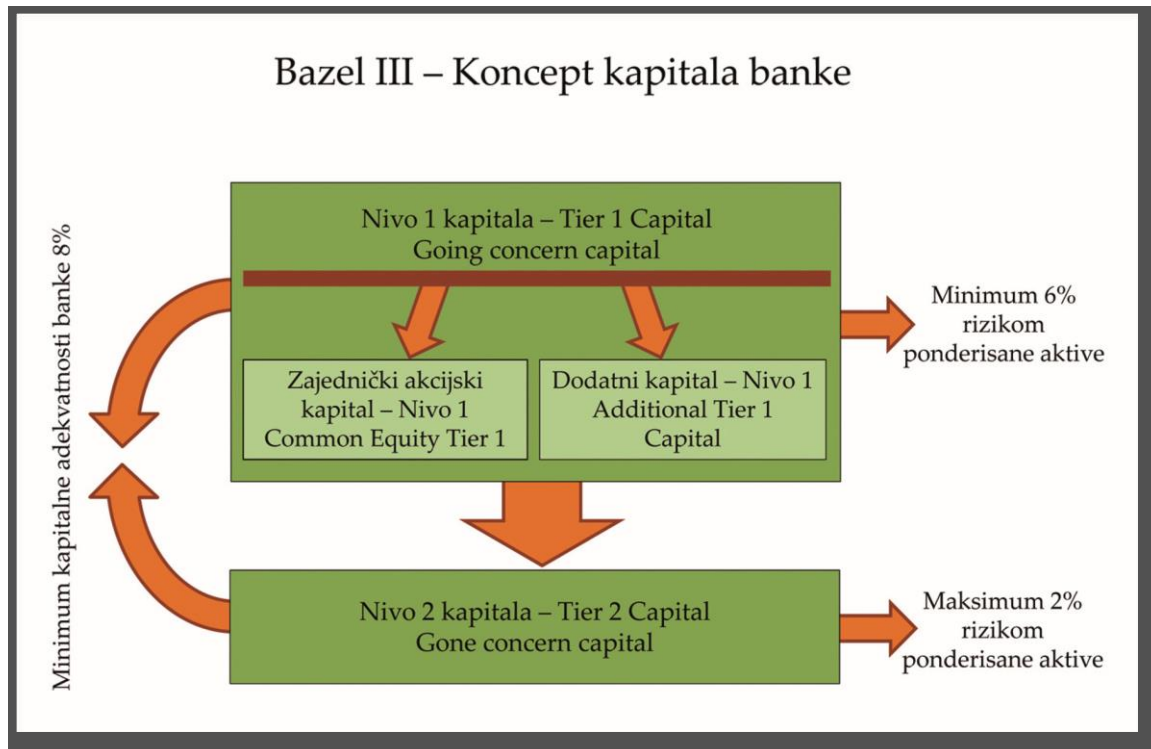 Bazel III – Koncept kapitala banke
Minimum kapitalne adekvatnosti banke 8%
Nivo 1 kapitala – Tier 1 Capital
Going concern capital
Zajednički akcijski
kapital – Nivo 1
Common Equity Tier 1
Dodatni kapital – Nivo 1
Additional Tier 1
Capital
Minimum 6%
rizikom
ponderisane aktive
Nivo 2 kapitala – Tier 2 Capital
Gone concern capital
Maksimum 2%
rizikom
ponderisane aktive